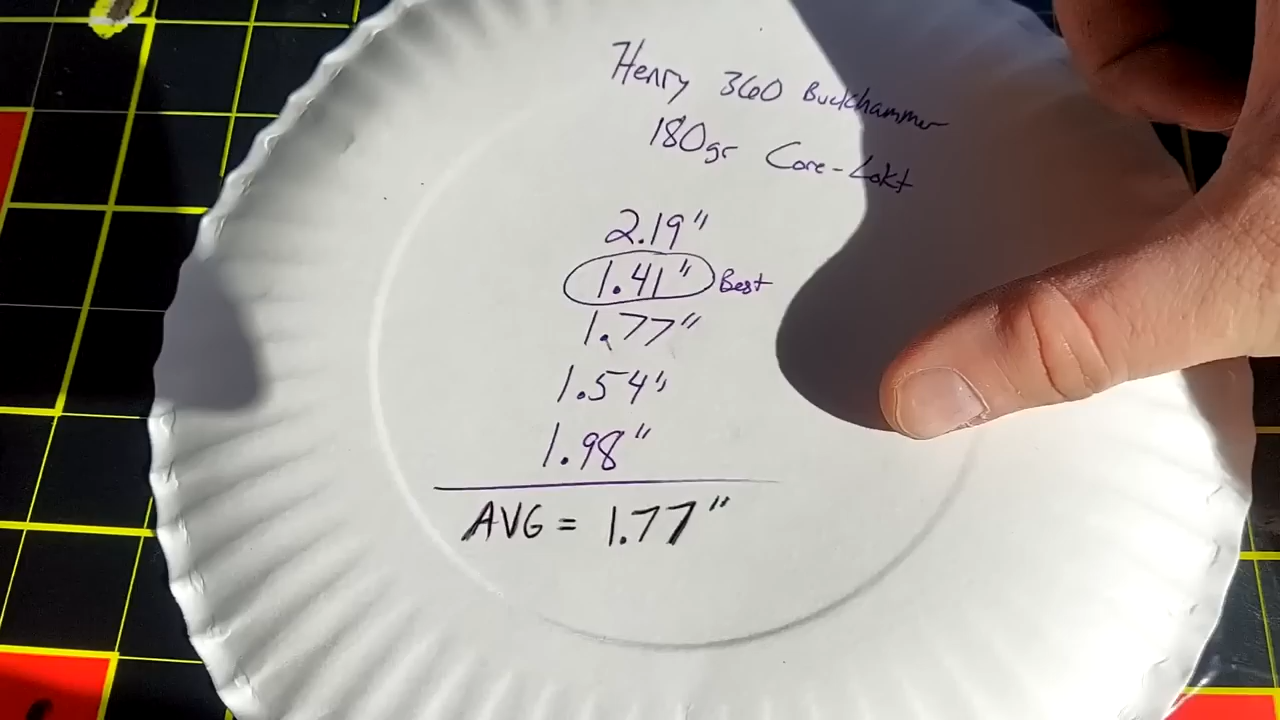 Henry 360 Buckhammer
180gr Core-Lokt
2.19"
1.41" Best
1.77"
1.54"
1.98"
AVG = 1.77"